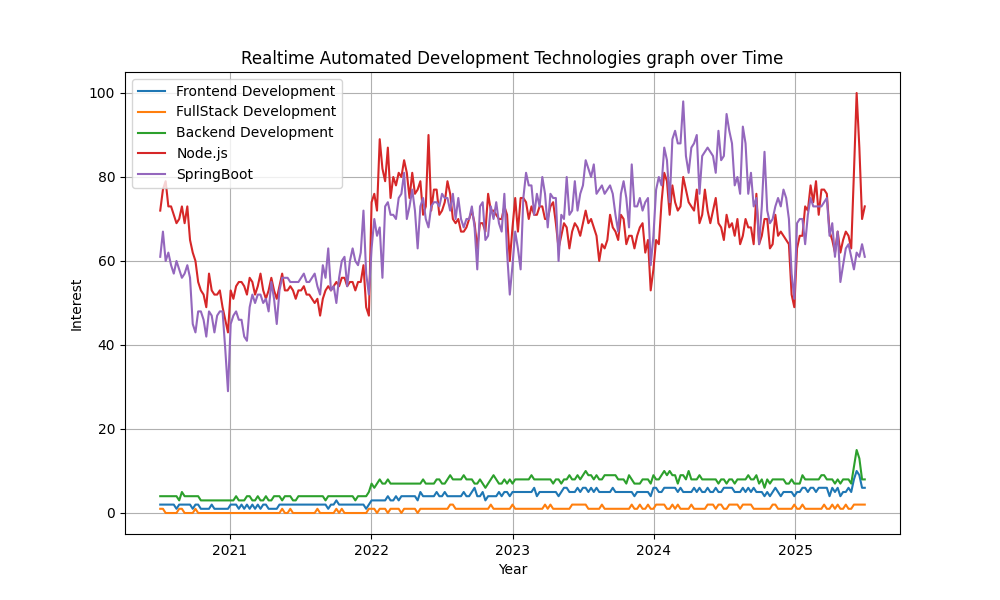 Realtime Automated Development Technologies graph over Time
Frontend Development
FullStack Development
Backend Development
Node.js
SpringBoot
100
80
60
40
20
0
Interest
2021 2022 2023 2024 2025
Year